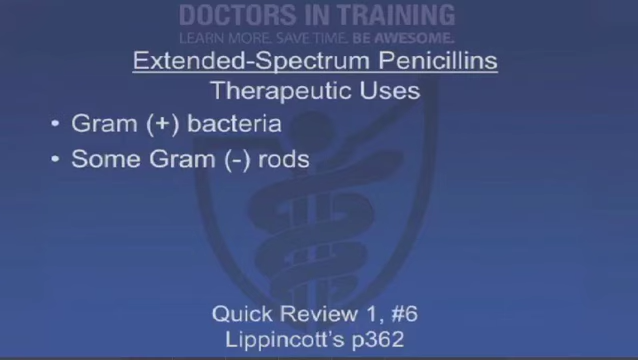 DOCTORS IN TRAINING
LEARN MORE. SAVE TIME. BE AWESOME.
Extended-Spectrum Penicillins
Therapeutic Uses
• Gram (+) bacteria
• Some Gram (-) rods
Quick Review 1, #6
Lippincott's p362